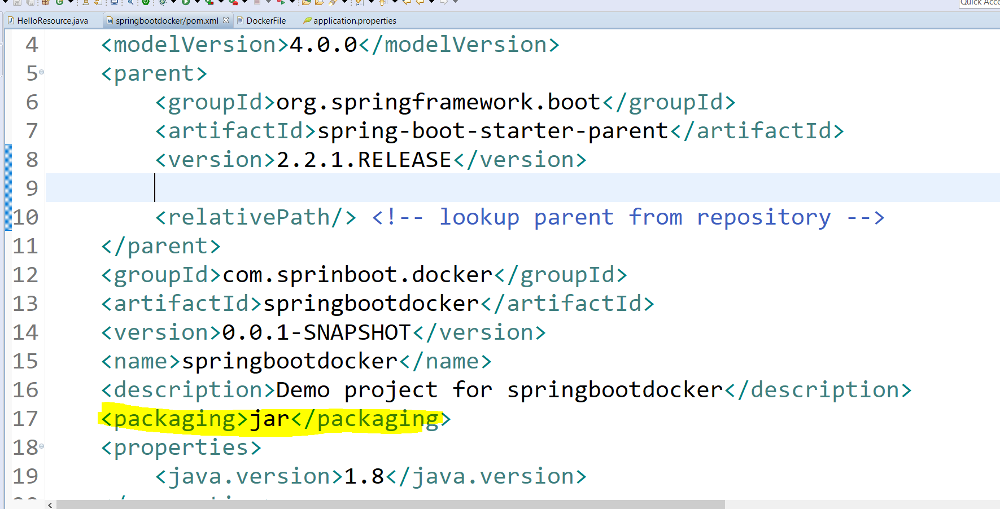 Quick Acce
HelloResource.java springbootdocker/pom.xml DockerFile application.properties
4 <modelVersion>4.0.0</modelVersion>
5 <parent>
6 <groupId>org.springframework.boot</groupId>
7 <artifactId>spring-boot-starter-parent</artifactId>
8 <version>2.2.1.RELEASE</version>
9
10 <relativePath/> <!-- lookup parent from repository -->
11 </parent>
12 <groupId>com.sprinboot.docker</groupId>
13 <artifactId>springbootdocker</artifactId>
14 <version>0.0.1-SNAPSHOT</version>
15 <name>springbootdocker</name>
16 <description>Demo project for springbootdocker</description>
17 <packaging>jar</packaging>
18 <properties>
19 <java.version>1.8</java.version>